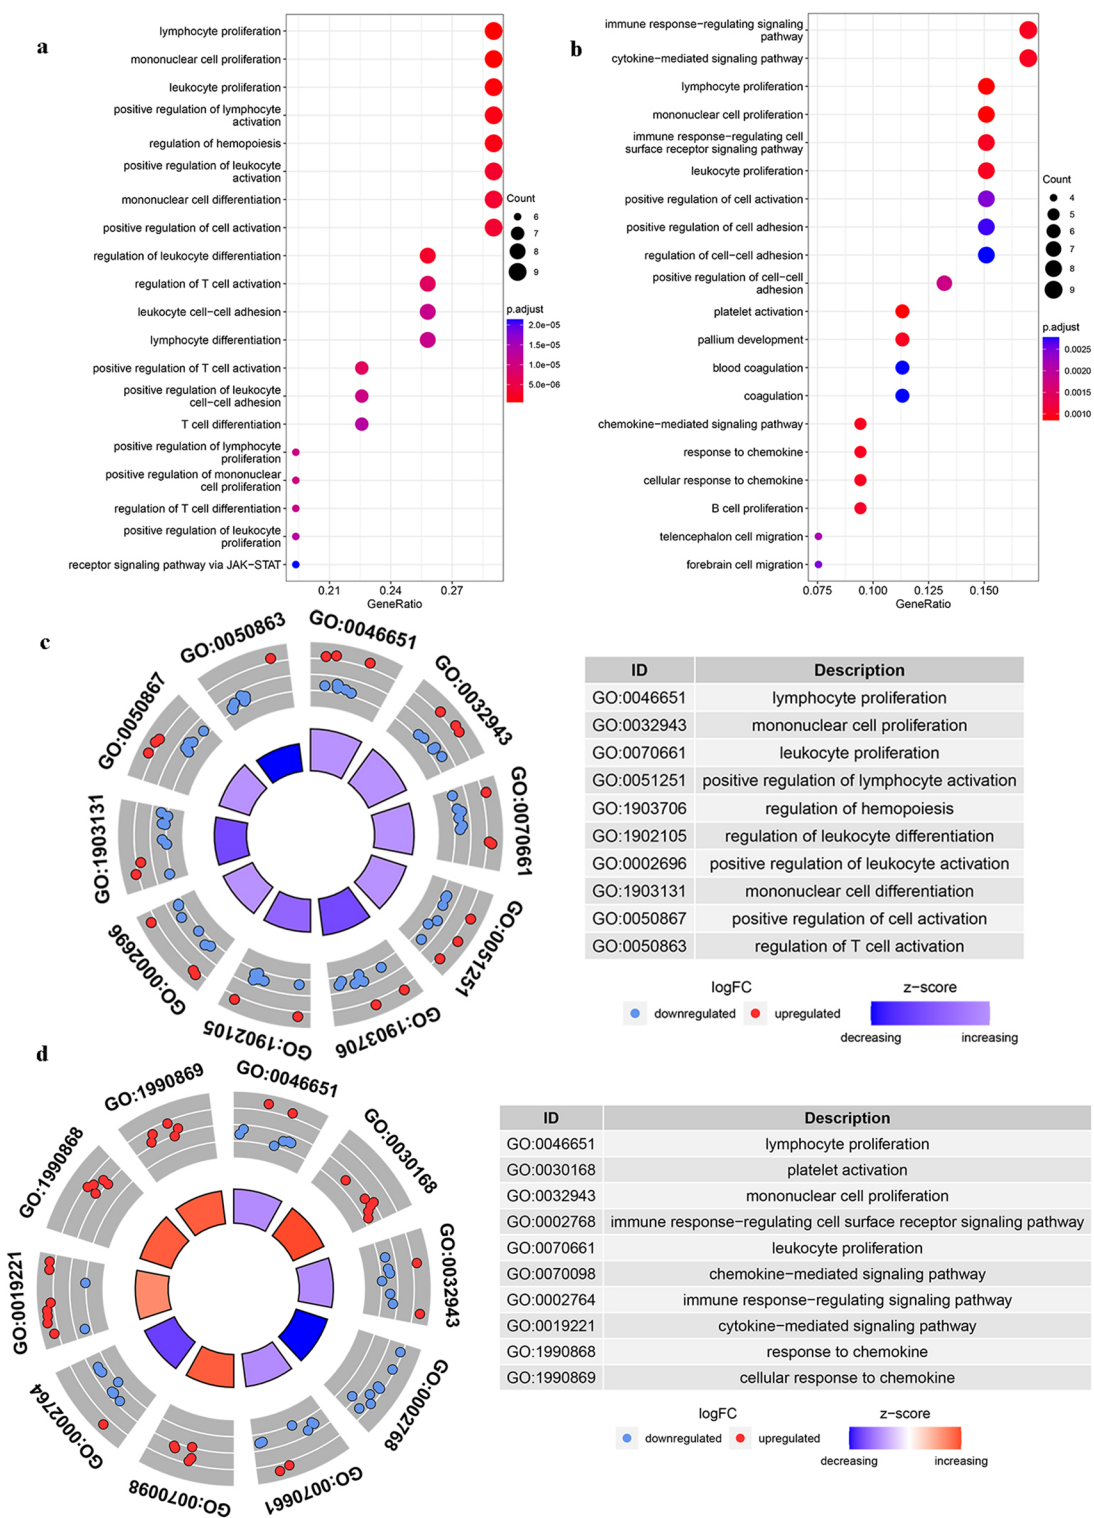 a
lymphocyte proliferation
mononuclear cell proliferation
leukocyte proliferation
positive regulation of lymphocyte
activation
regulation of hemopoiesis
positive regulation of leukocyte
activation
mononuclear cell differentiation
positive regulation of cell activation
regulation of leukocyte differentiation
regulation of T cell activation
leukocyte cell−cell adhesion
lymphocyte differentiation
positive regulation of T cell activation
positive regulation of leukocyte
cell−cell adhesion
T cell differentiation
positive regulation of lymphocyte
proliferation
positive regulation of mononuclear
cell proliferation
regulation of T cell differentiation
positive regulation of leukocyte
proliferation
receptor signaling pathway via JAK−STAT
0.21 0.24 0.27
GeneRatio
Count
6
7
8
9
p.adjust
2.0e−05
1.5e−05
1.0e−05
5.0e−06
b
immune response−regulating signaling
pathway
cytokine−mediated signaling pathway
lymphocyte proliferation
mononuclear cell proliferation
immune response−regulating cell
surface receptor signaling pathway
leukocyte proliferation
positive regulation of cell activation
positive regulation of cell adhesion
regulation of cell−cell adhesion
positive regulation of cell−cell
adhesion
platelet activation
pallium development
blood coagulation
coagulation
chemokine−mediated signaling pathway
response to chemokine
cellular response to chemokine
B cell proliferation
telencephalon cell migration
forebrain cell migration
0.075 0.100 0.125 0.150
GeneRatio
Count
4
5
6
7
8
9
p.adjust
0.0025
0.0020
0.0015
0.0010
c
GO:0046651
GO:0032943
GO:0070661
GO:0051251
GO:1903706
GO:1902105
GO:0002696
GO:1903131
GO:0050867
GO:0050863
ID Description
GO:0046651 lymphocyte proliferation
GO:0032943 mononuclear cell proliferation
GO:0070661 leukocyte proliferation
GO:0051251 positive regulation of lymphocyte activation
GO:1903706 regulation of hemopoiesis
GO:1902105 regulation of leukocyte differentiation
GO:0002696 positive regulation of leukocyte activation
GO:1903131 mononuclear cell differentiation
GO:0050867 positive regulation of cell activation
GO:0050863 regulation of T cell activation
logFC z−score
downregulated upregulated
decreasing increasing
d
GO:0046651
GO:0030168
GO:0032943
GO:0002768
GO:0070661
GO:0070098
GO:0002764
GO:0019221
GO:1990868
GO:1990869
ID Description
GO:0046651 lymphocyte proliferation
GO:0030168 platelet activation
GO:0032943 mononuclear cell proliferation
GO:0002768 immune response−regulating cell surface receptor signaling pathway
GO:0070661 leukocyte proliferation
GO:0070098 chemokine−mediated signaling pathway
GO:0002764 immune response−regulating signaling pathway
GO:0019221 cytokine−mediated signaling pathway
GO:1990868 response to chemokine
GO:1990869 cellular response to chemokine
logFC z−score
downregulated upregulated
decreasing increasing